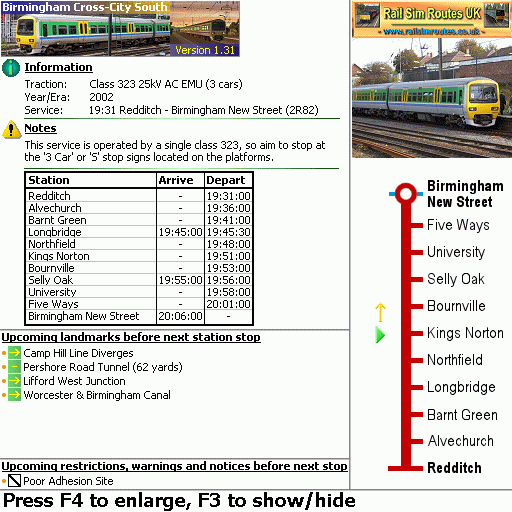 Birmingham Cross-City South
Version 1.31
Rail Sim Routes UK
- www.railsimroutes.co.uk -
Information
Traction: Class 323 25kV AC EMU (3 cars)
Year/Era: 2002
Service: 19:31 Redditch - Birmingham New Street (2R82)
Notes
This service is operated by a single class 323, so aim to stop at
the '3 Car' or 'S' stop signs located on the platforms.
Station Arrive Depart
Redditch - 19:31:00
Alvechurch - 19:36:00
Barnt Green - 19:41:00
Longbridge 19:45:00 19:45:30
Northfield - 19:48:00
Kings Norton - 19:51:00
Bournville - 19:53:00
Selly Oak 19:55:00 19:56:00
University - 19:58:00
Five Ways - 20:01:00
Birmingham New Street 20:06:00 -
Upcoming landmarks before next station stop
Camp Hill Line Diverges
Pershore Road Tunnel (62 yards)
Lifford West Junction
Worcester & Birmingham Canal
Upcoming restrictions, warnings and notices before next stop
Poor Adhesion Site
Birmingham
New Street
Five Ways
University
Selly Oak
Bournville
Kings Norton
Northfield
Longbridge
Barnt Green
Alvechurch
Redditch
Press F4 to enlarge, F3 to show/hide